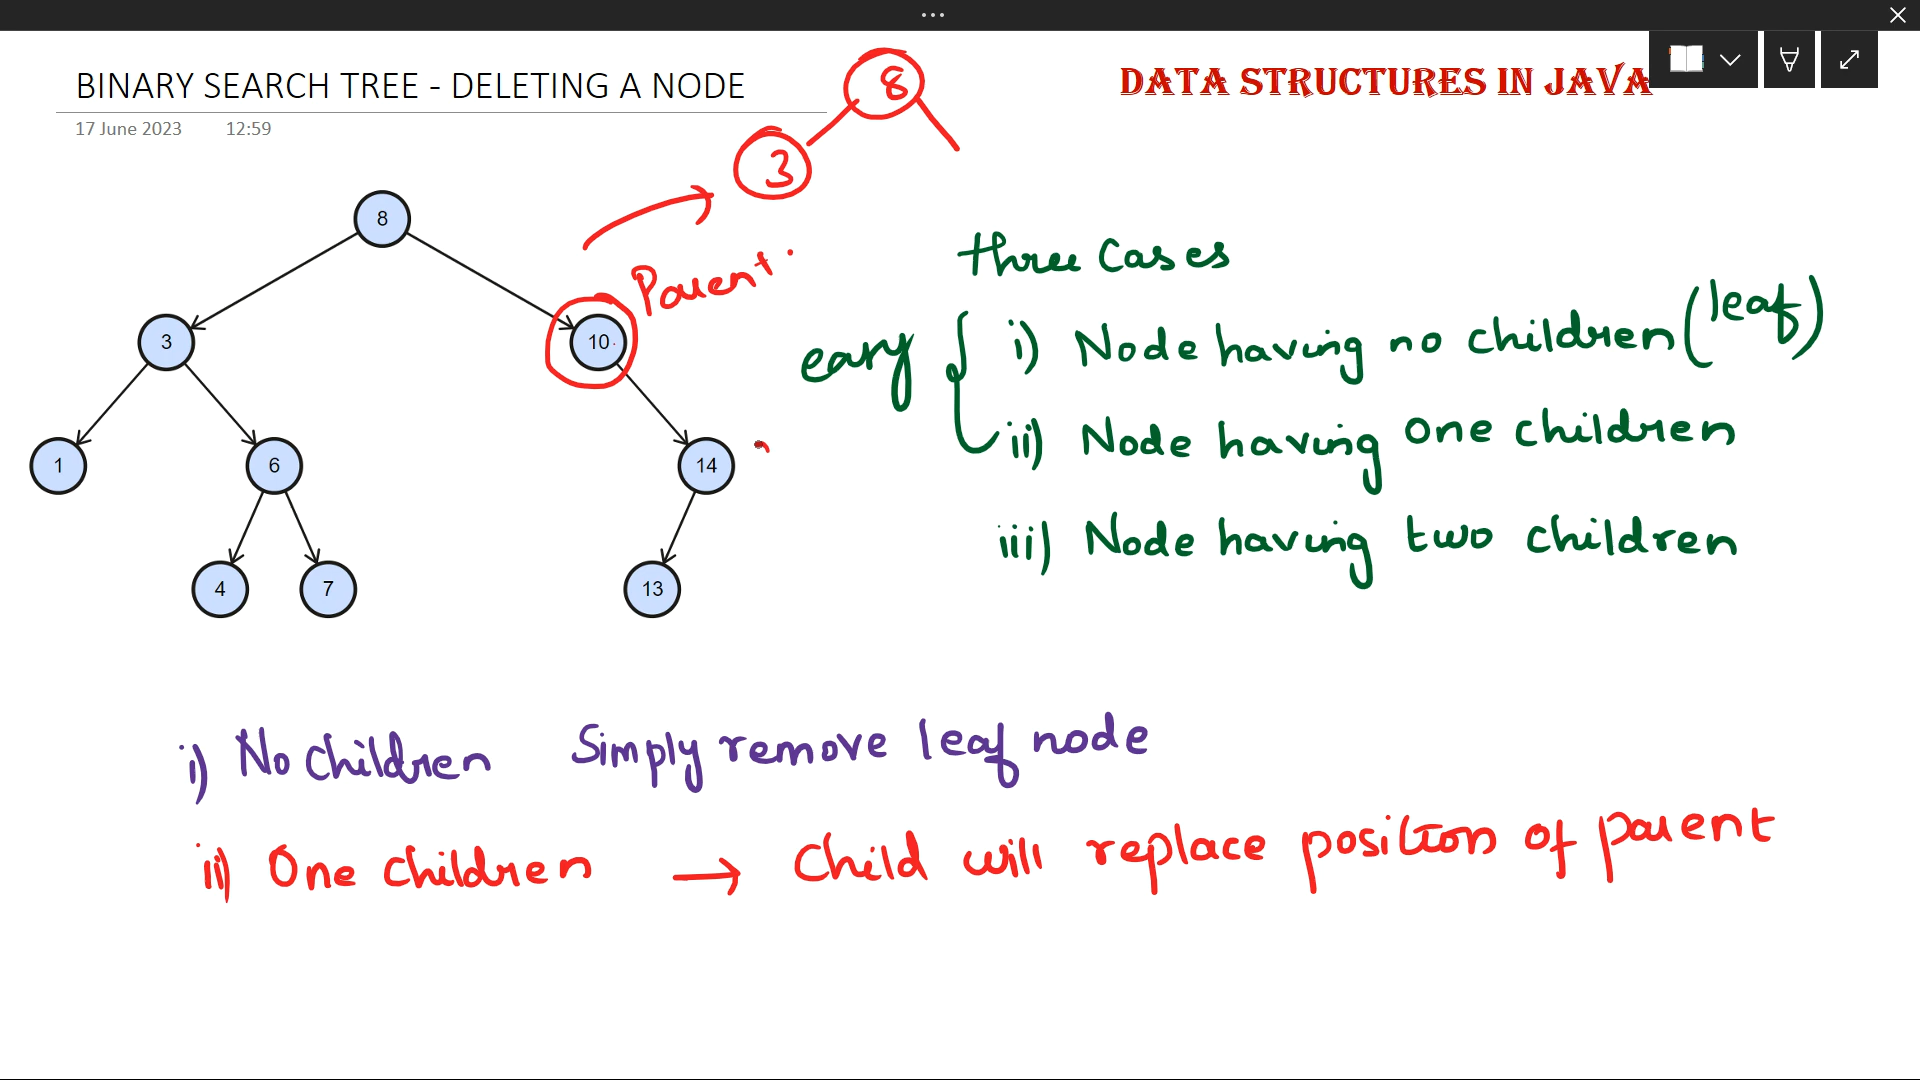 BINARY SEARCH TREE - DELETING A NODE
17 June 2023 12:59
DATA STRUCTURES IN JAVA
8
3
8
3
10
1
6
14
4
7
13
Parent.
three Cases
easy
i) Node having no children (leaf)
ii) Node having one children
iii) Node having two children
i) No children Simply remove leaf node
ii) One children → Child will replace position of parent